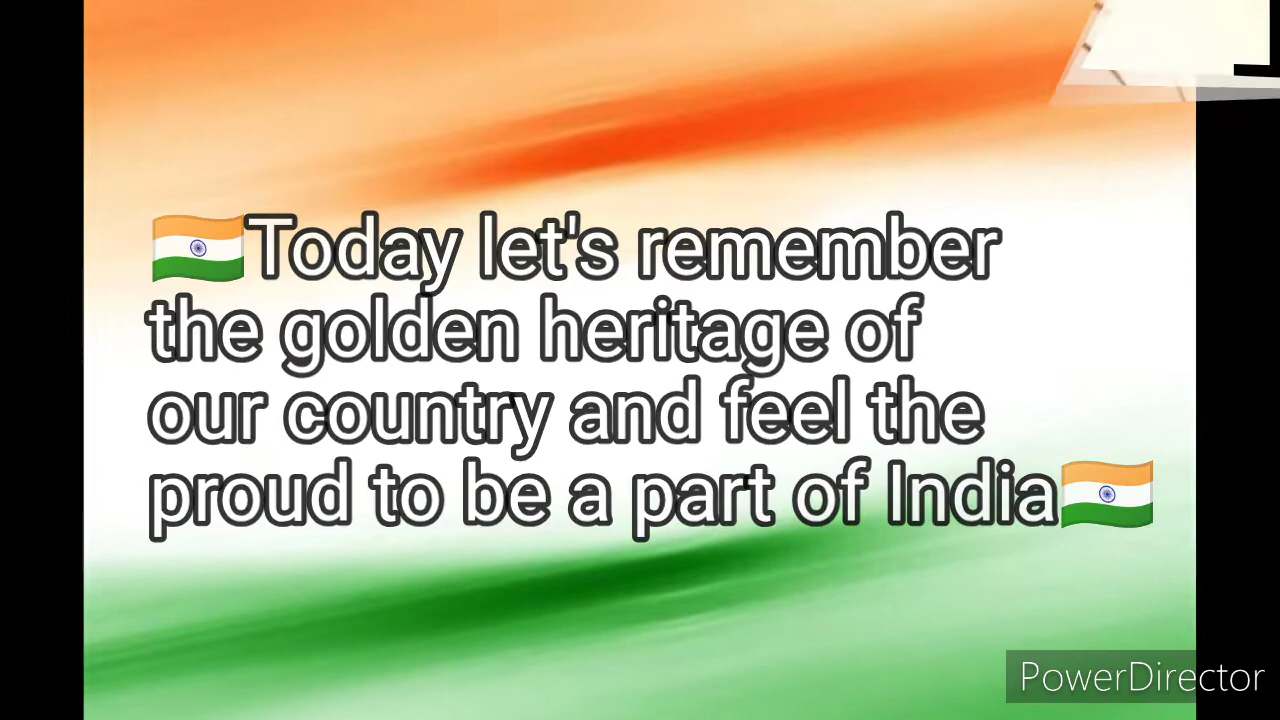 🇮🇳Today let's remember
the golden heritage of
our country and feel the
proud to be a part of India🇮🇳
PowerDirector